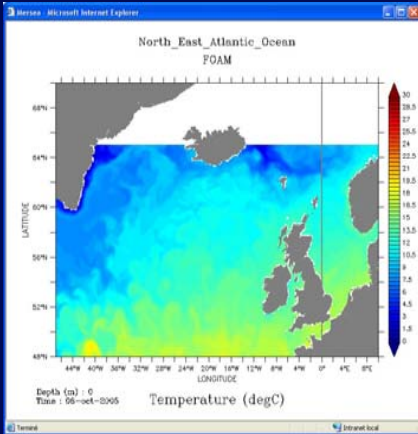 Mersea - Microsoft Internet Explorer
North_East_Atlantic_Ocean
FOAM
68°N
64°N
60°N
56°N
52°N
48°N
LATITUDE
44°W 40°W 36°W 32°W 28°W 24°W 20°W 16°W 12°W 8°W 4°W 0° 4°E 8°E
LONGITUDE
30
28.5
27
25.5
24
22.5
21
19.5
18
16.5
15
13.5
12
10.5
9
7.5
6
4.5
3
1.5
0
Depth (m) : 0
Time : 08-oct-2005
Temperature (degC)
Terminé
Intranet local